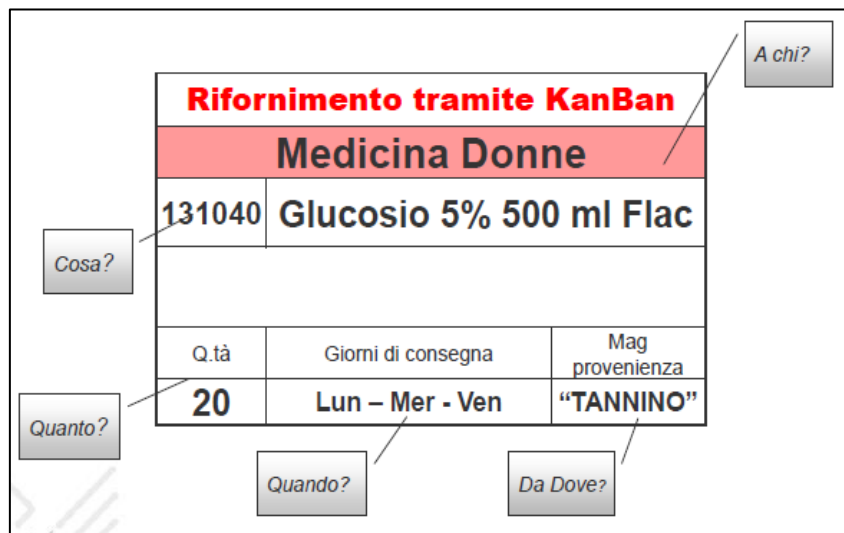 A chi?
Rifornimento tramite KanBan
Medicina Donne
131040 Glucosio 5% 500 ml Flac
Cosa?
Q.tà Giorni di consegna Mag provenienza
20 Lun – Mer - Ven “TANNINO”
Quanto?
Quando? Da Dove?